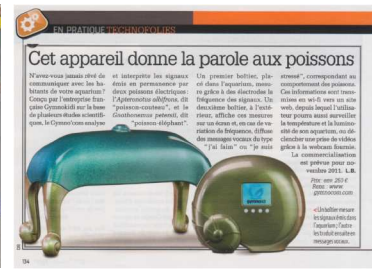 EN PRATIQUE TECHNOFOLIES
Cet appareil donne la parole aux poissons
N'avez-vous jamais rêvé de
communiquer avec les ha-
bitants de votre aquarium ?
Conçu par l'entreprise fran-
çaise Gymnoidii sur la base
de plusieurs études scientifi-
ques, le Gymno'com analyse
et interprète les signaux
émis en permanence par
deux poissons électriques :
l'Apteronotus albifrons, dit
"poisson-couteau", et le
Gnathonemus petersii, dit
"poisson-éléphant".
Un premier boîtier, pla-
cé dans l'aquarium, mesu-
re grâce à des électrodes la
fréquence des signaux. Un
deuxième boîtier, à l'exté-
rieur, affiche ces mesures
sur un écran et, en cas de va-
riation de fréquence, diffuse
des messages vocaux du type
"j'ai faim" ou "je suis
stressé", correspondant au
comportement des poissons.
Ces informations sont trans-
mises en wi-fi vers un site
web, depuis lequel l'utilisa-
teur pourra aussi surveiller
la température et la lumino-
sité de son aquarium, ou dé-
clencher une prise de vidéos
grâce à la webcam fournie.
La commercialisation
est prévue pour no-
vembre 2011. L.B.
Prix : env. 253 €
Rens : www.
gymnocom.com
Un boîtier mesure
les signaux émis dans
l'aquarium ; l'autre
les traduit ensuite en
messages vocaux.
134